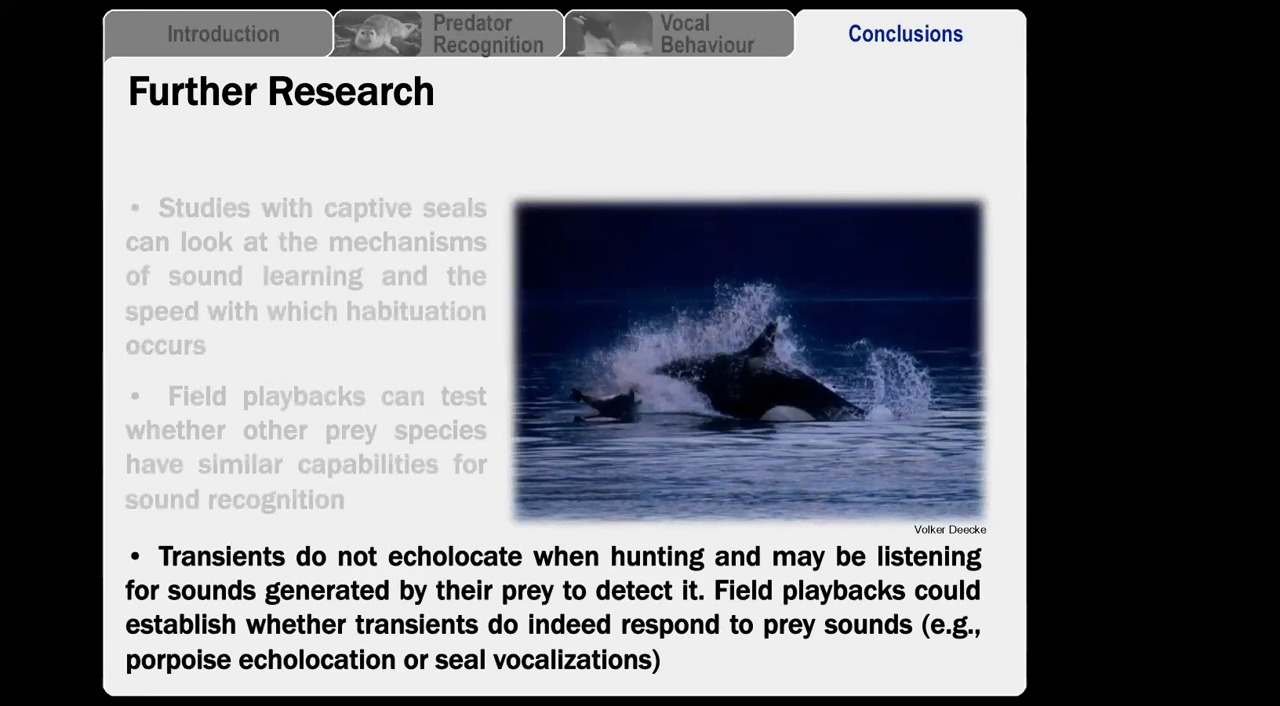 Introduction
Predator
Recognition
Vocal
Behaviour
Conclusions
Further Research
• Studies with captive seals
can look at the mechanisms
of sound learning and the
speed with which habituation
occurs
• Field playbacks can test
whether other prey species
have similar capabilities for
sound recognition
Volker Deecke
• Transients do not echolocate when hunting and may be listening
for sounds generated by their prey to detect it. Field playbacks could
establish whether transients do indeed respond to prey sounds (e.g.,
porpoise echolocation or seal vocalizations)